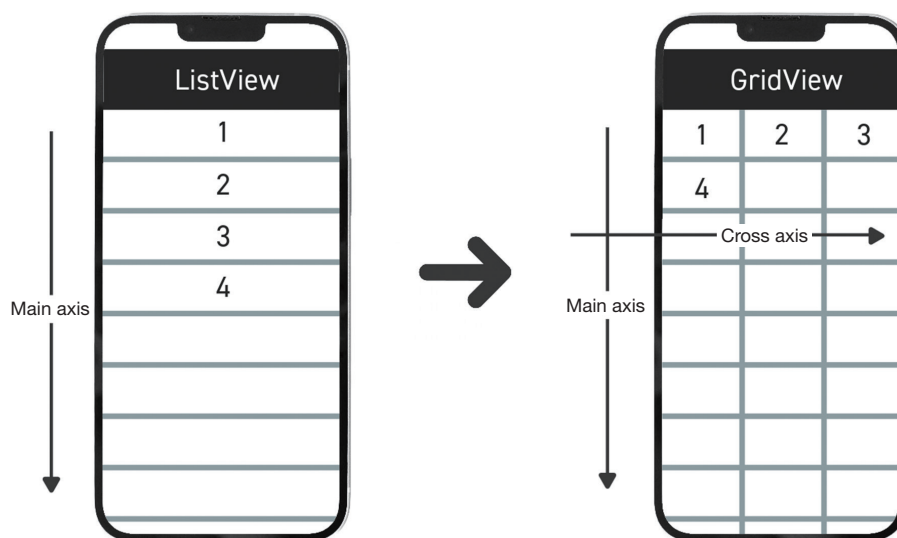 ListView
1
2
3
4
Main axis
GridView
1 2 3
4
Cross axis
Main axis